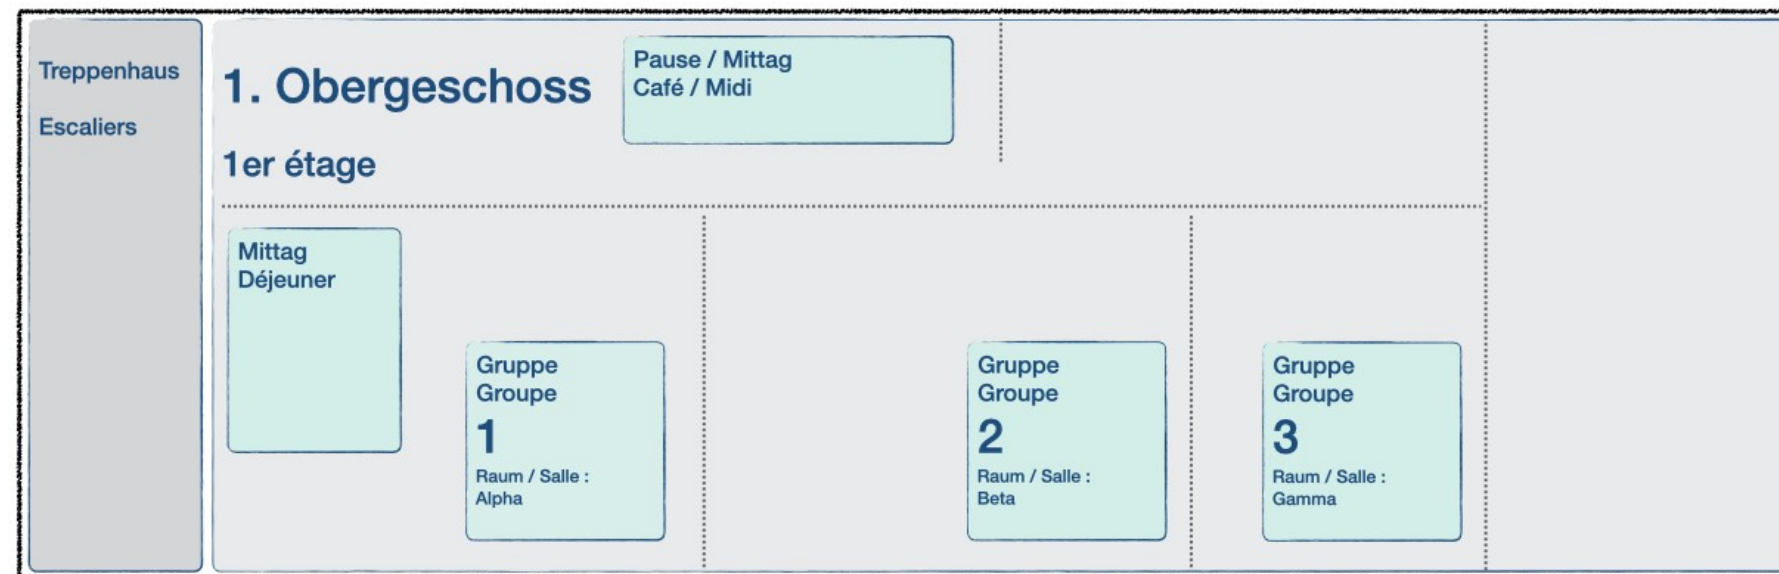 Treppenhaus
Escaliers
1. Obergeschoss
1er étage
Pause / Mittag
Café / Midi
Mittag
Déjeuner
Gruppe
Groupe
1
Raum / Salle :
Alpha
Gruppe
Groupe
2
Raum / Salle :
Beta
Gruppe
Groupe
3
Raum / Salle :
Gamma